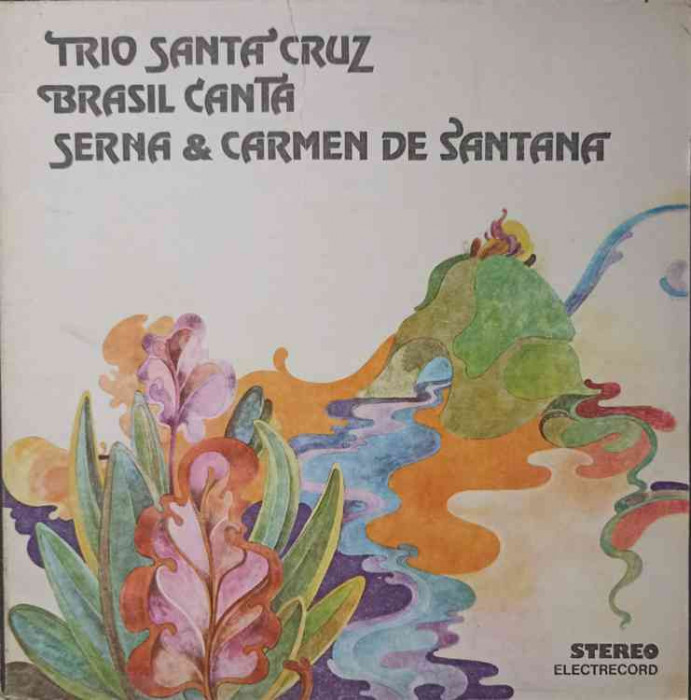 TRIO SANTA CRUZ
BRASIL CANTA
SERNA & CARMEN DE SANTANA
STEREO
ELECTRECORD